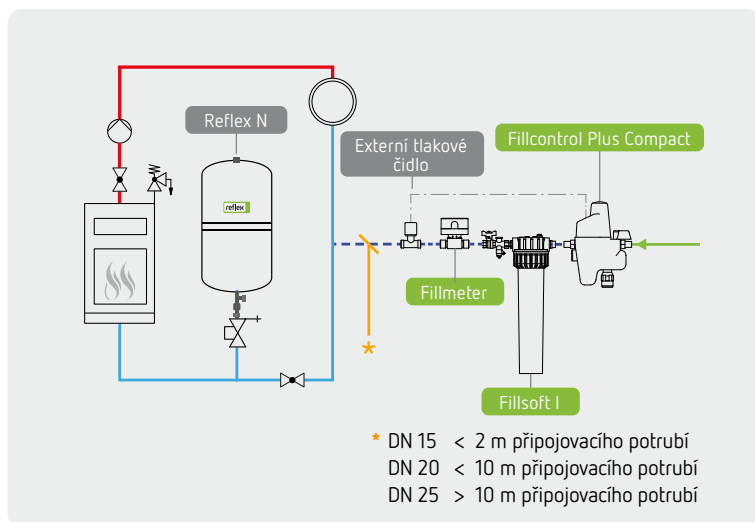 Reflex N
Externí tlakové
čidlo
Fillcontrol Plus Compact
reflex
Fillmeter
*
Fillsoft I
* DN 15 < 2 m připojovacího potrubí
DN 20 < 10 m připojovacího potrubí
DN 25 > 10 m připojovacího potrubí